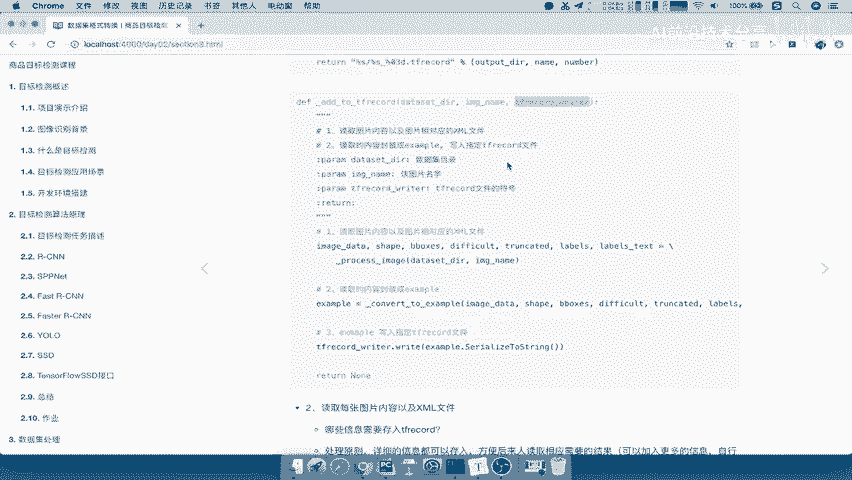 Chrome 文件 修改 视图 历史记录 书签 其他人 电动窗 帮助
100%
数据集格式转换 | 商品目标检测
localhost/4000/day02/section3.html
商品目标检测课程
1. 目标检测概述
1.1. 项目演示介绍
1.2. 图像识别背景
1.3. 什么是目标检测
1.4. 目标检测应用场景
1.5. 开发环境搭建
2. 目标检测算法原理
2.1. 目标检测任务描述
2.2. R-CNN
2.3. SPPNet
2.4. Fast R-CNN
2.5. Faster R-CNN
2.6. YOLO
2.7. SSD
2.8. TensorFlowSSD接口
2.9. 总结
2.10. 作业
3. 数据集处理
return "%s/%s_%03d.tfrecord" % (output_dir, name, number)
def _add_to_tfrecord(dataset_dir, img_name, tfrecord_writer):
"""
# 1、读取图片内容以及图片相对应的XML文件
# 2、读取的内容封装成example, 写入指定tfrecord文件
:param dataset_dir: 数据集目录
:param img_name: 该图片名字
:param tfrecord_writer: tfrecord文件的符号
:return:
"""
# 1、读取图片内容以及图片相对应的XML文件
image_data, shape, bboxes, difficult, truncated, labels, labels_text = \
_process_image(dataset_dir, img_name)
# 2、读取的内容封装成example
example = _convert_to_example(image_data, shape, bboxes, difficult, truncated, labels,
# 3、example 写入指定tfrecord文件
tfrecord_writer.write(example.SerializeToString())
return None
2、读取每张图片内容以及XML文件
哪些信息需要存入tfrecord?
处理原则，详细的信息都可以存入，方便后来人读取相应需要的结果（可以加入更多的信息，自行